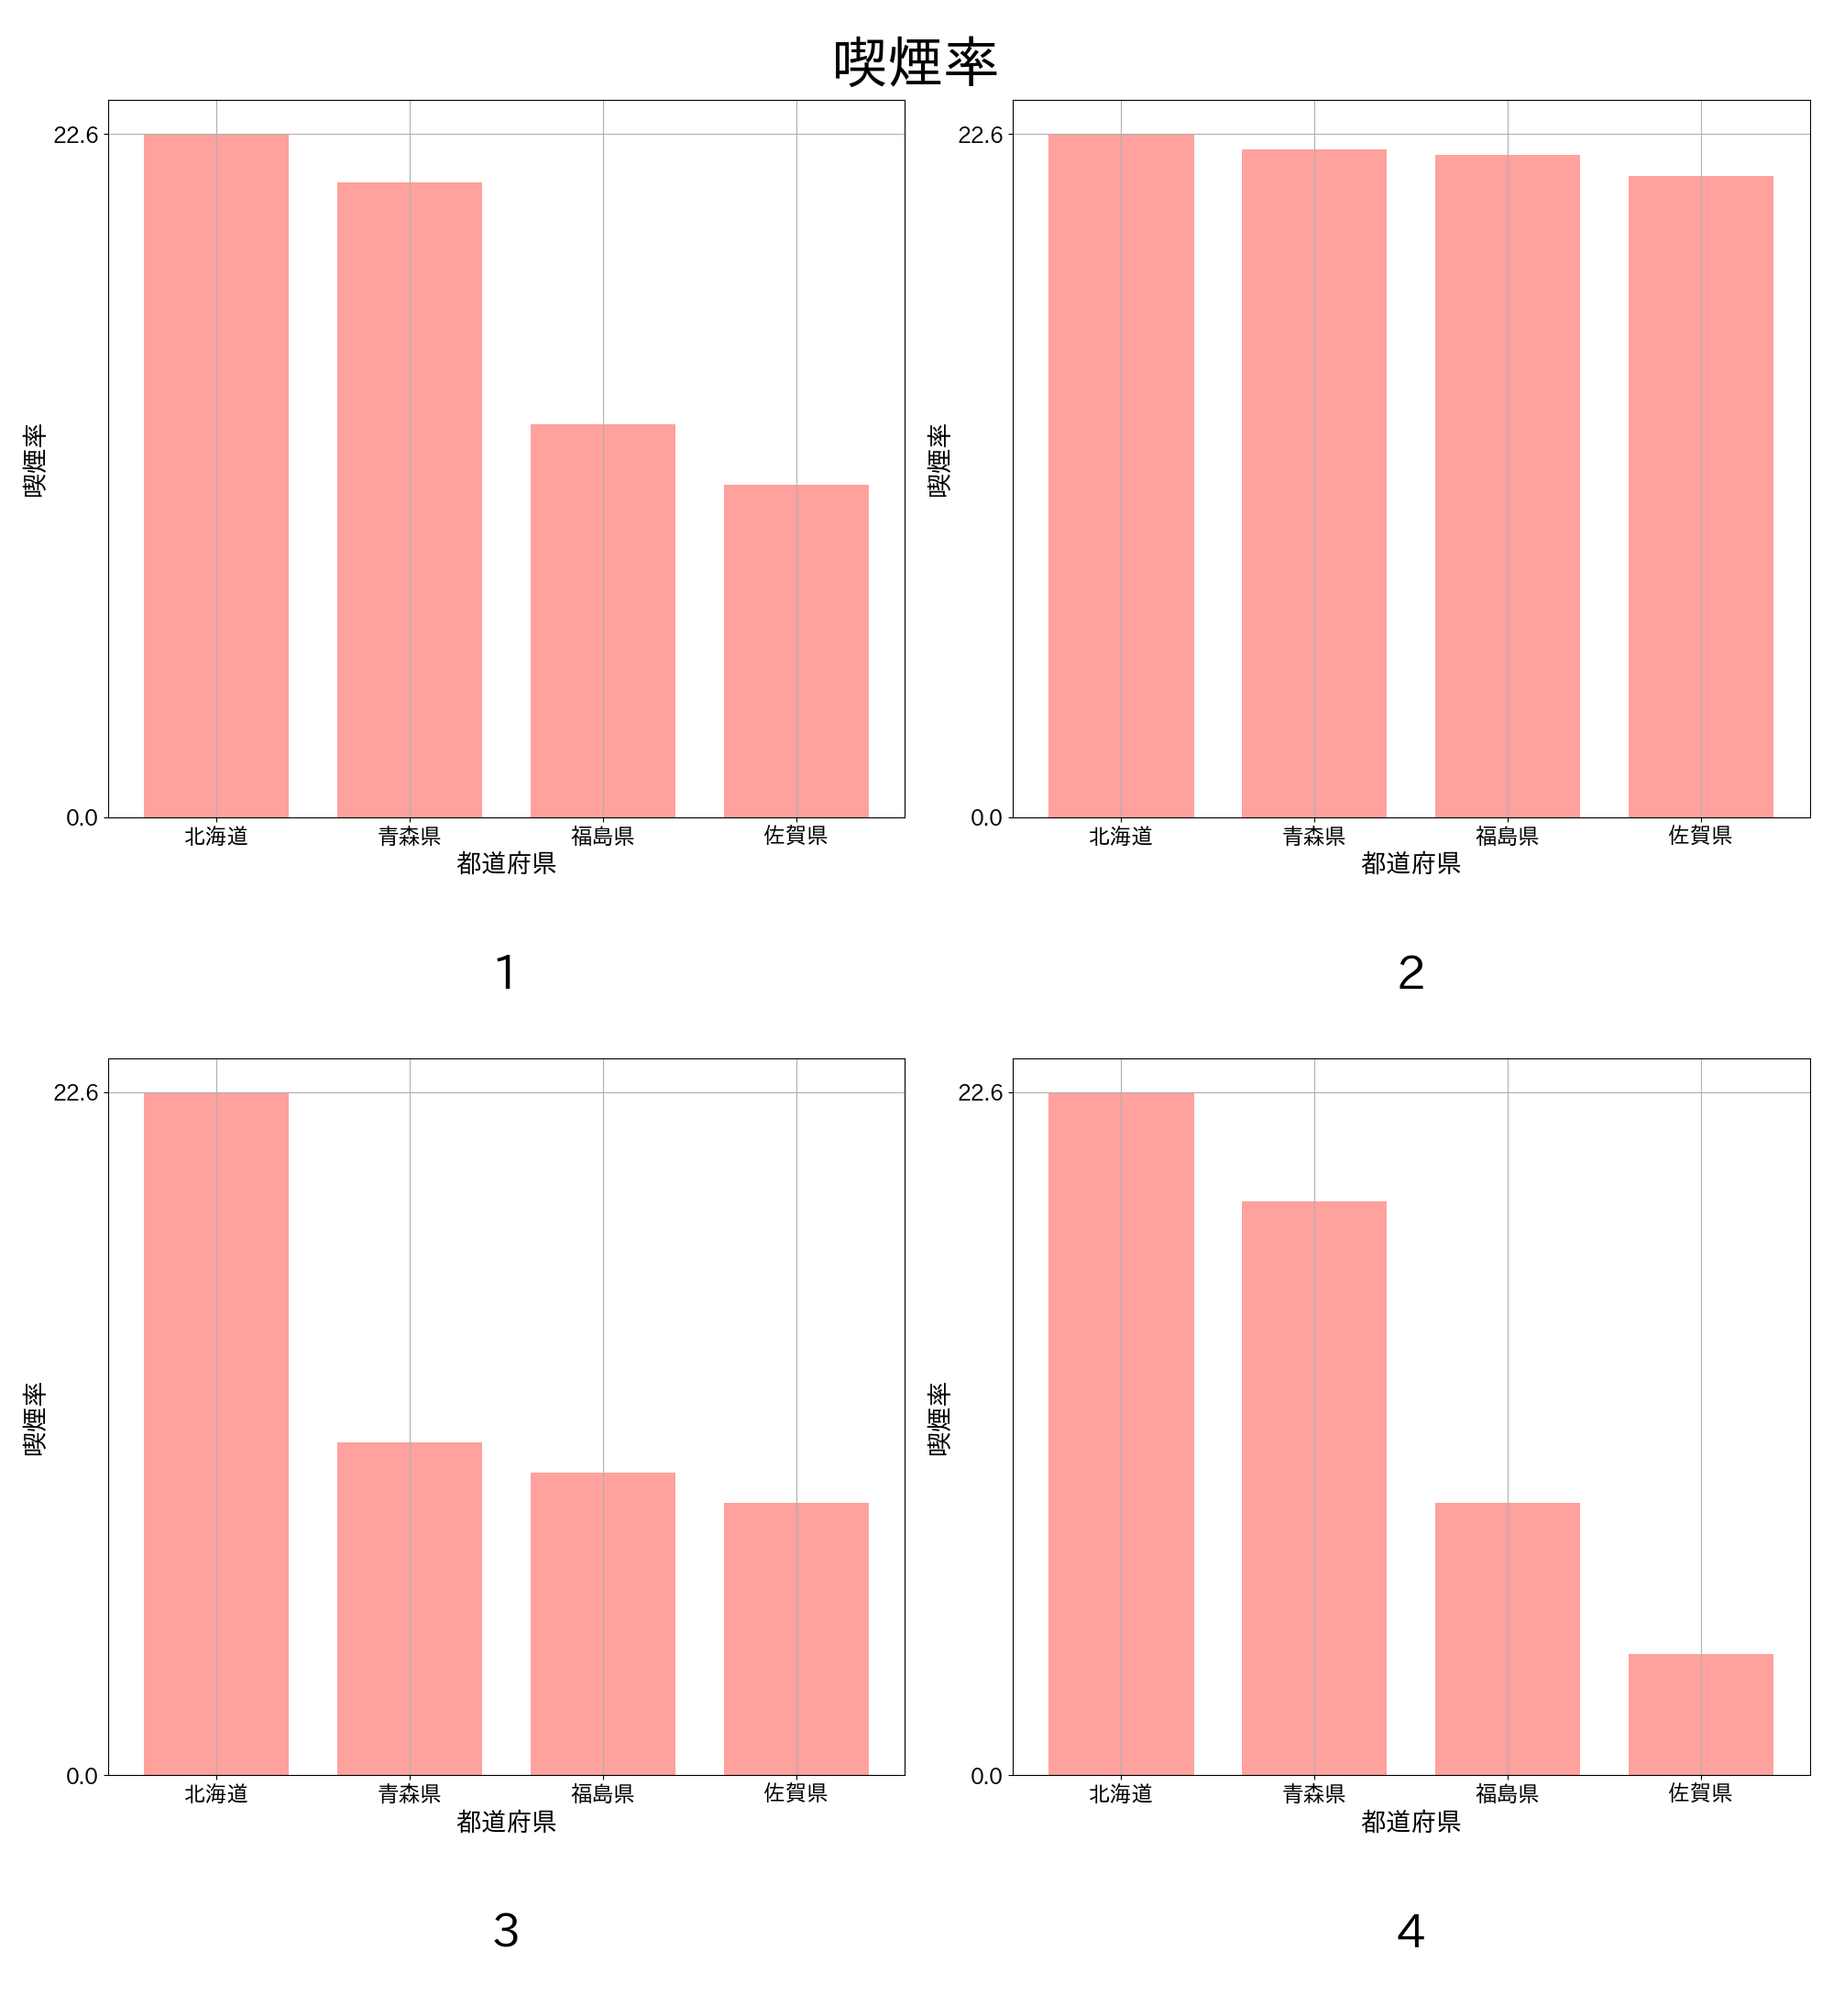 喫煙率
22.6
0.0
喫煙率
北海道 青森県 福島県 佐賀県
都道府県
1
22.6
0.0
喫煙率
北海道 青森県 福島県 佐賀県
都道府県
2
22.6
0.0
喫煙率
北海道 青森県 福島県 佐賀県
都道府県
3
22.6
0.0
喫煙率
北海道 青森県 福島県 佐賀県
都道府県
4